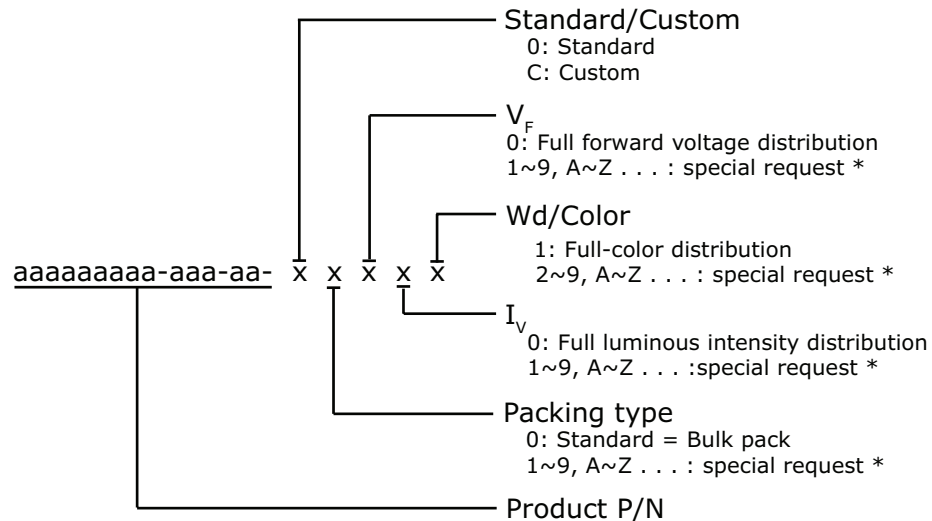 Standard/Custom
0: Standard
C: Custom
VF
0: Full forward voltage distribution
1~9, A~Z . . . : special request *
Wd/Color
1: Full-color distribution
2~9, A~Z . . . : special request *
aaaaaaaaa-aaa-aa- x x x x x
IV
0: Full luminous intensity distribution
1~9, A~Z . . . :special request *
Packing type
0: Standard = Bulk pack
1~9, A~Z . . . : special request *
Product P/N